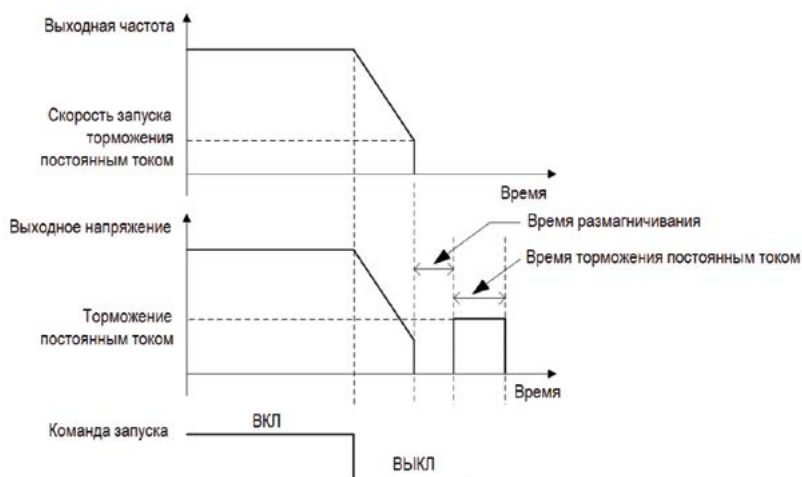 Выходная частота
Скорость запуска
торможения
постоянным током
Время
Выходное напряжение
Время размагничивания
Время торможения постоянным током
Торможение
постоянным током
Время
Команда запуска
ВКЛ
ВЫКЛ